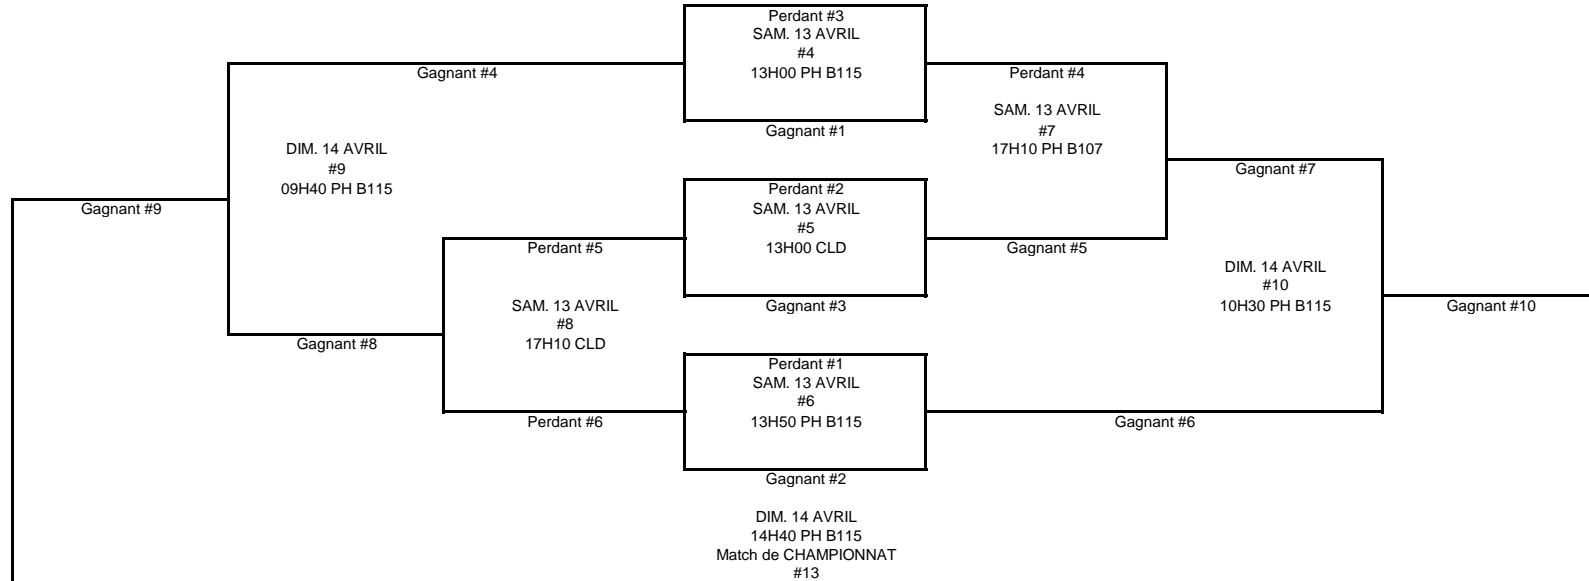 Perdant #3
SAM. 13 AVRIL
#4
13H00 PH B115
Gagnant #4
Perdant #4
Gagnant #1
SAM. 13 AVRIL
#7
17H10 PH B107
DIM. 14 AVRIL
#9
09H40 PH B115
Gagnant #7
Gagnant #9
Perdant #2
SAM. 13 AVRIL
#5
13H00 CLD
Perdant #5
Gagnant #5
Gagnant #3
DIM. 14 AVRIL
#10
10H30 PH B115
Gagnant #10
SAM. 13 AVRIL
#8
17H10 CLD
Gagnant #8
Perdant #1
SAM. 13 AVRIL
#6
13H50 PH B115
Perdant #6
Gagnant #6
Gagnant #2
DIM. 14 AVRIL
14H40 PH B115
Match de CHAMPIONNAT
#13